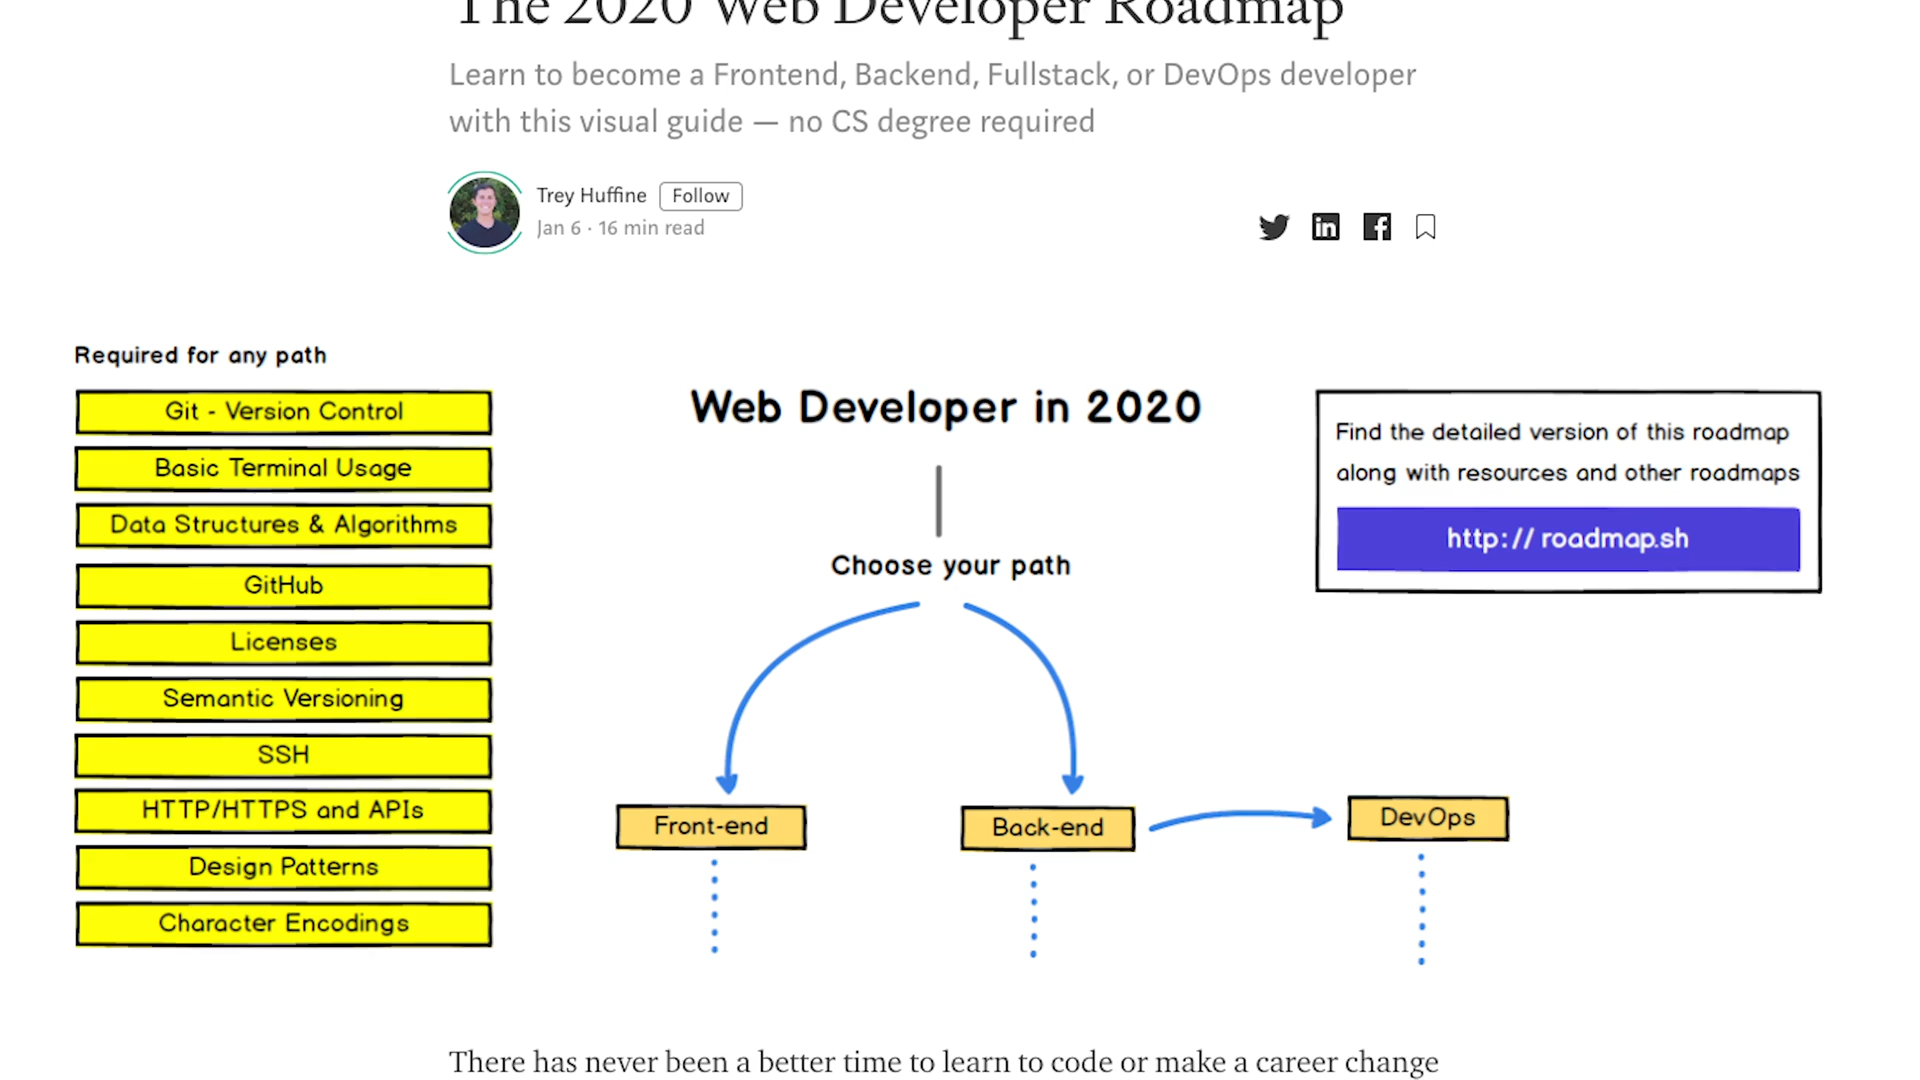 The 2020 Web Developer Roadmap
Learn to become a Frontend, Backend, Fullstack, or DevOps developer
with this visual guide — no CS degree required
Trey Huffine Follow
Jan 6 · 16 min read
Required for any path
Git - Version Control
Basic Terminal Usage
Data Structures & Algorithms
GitHub
Licenses
Semantic Versioning
SSH
HTTP/HTTPS and APIs
Design Patterns
Character Encodings
Web Developer in 2020
Choose your path
Front-end
Back-end
DevOps
Find the detailed version of this roadmap
along with resources and other roadmaps
http:// roadmap.sh
There has never been a better time to learn to code or make a career change